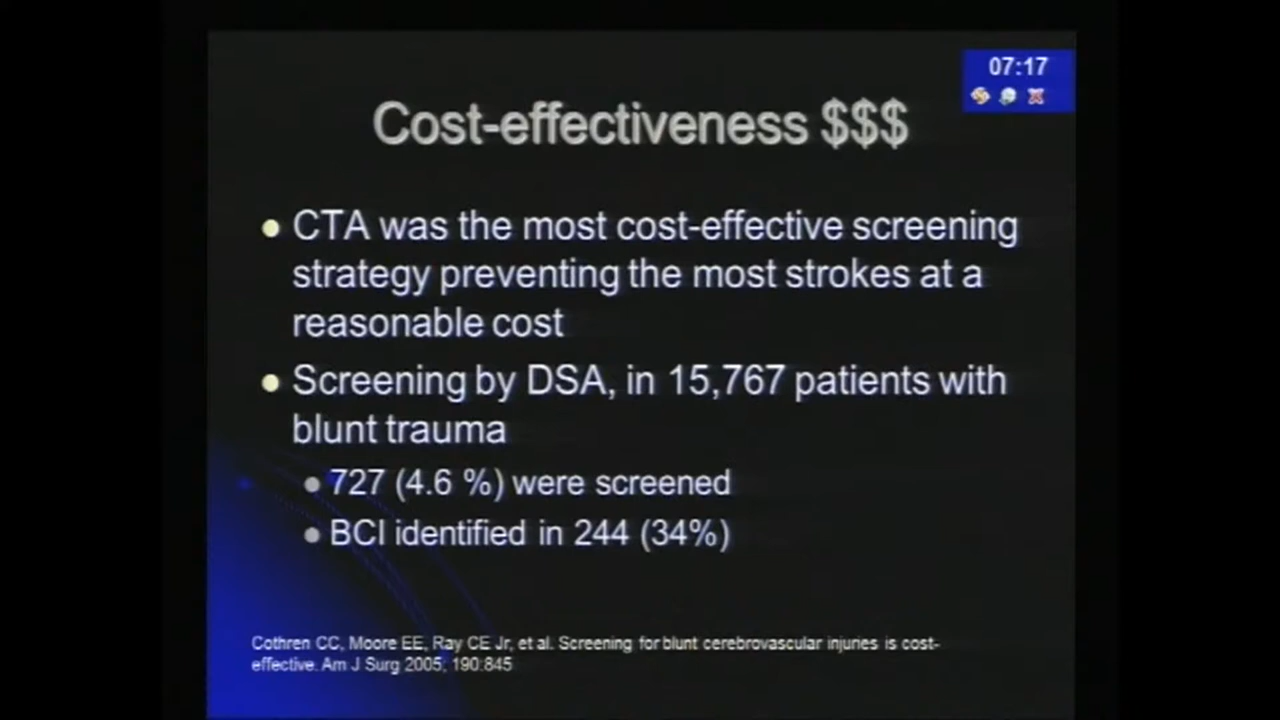 07:17
Cost-effectiveness $$$
CTA was the most cost-effective screening
strategy preventing the most strokes at a
reasonable cost
Screening by DSA, in 15,767 patients with
blunt trauma
727 (4.6 %) were screened
BCI identified in 244 (34%)
Cothren CC, Moore EE, Ray CE Jr, et al. Screening for blunt cerebrovascular injuries is cost-
effective. Am J Surg 2005; 190:845